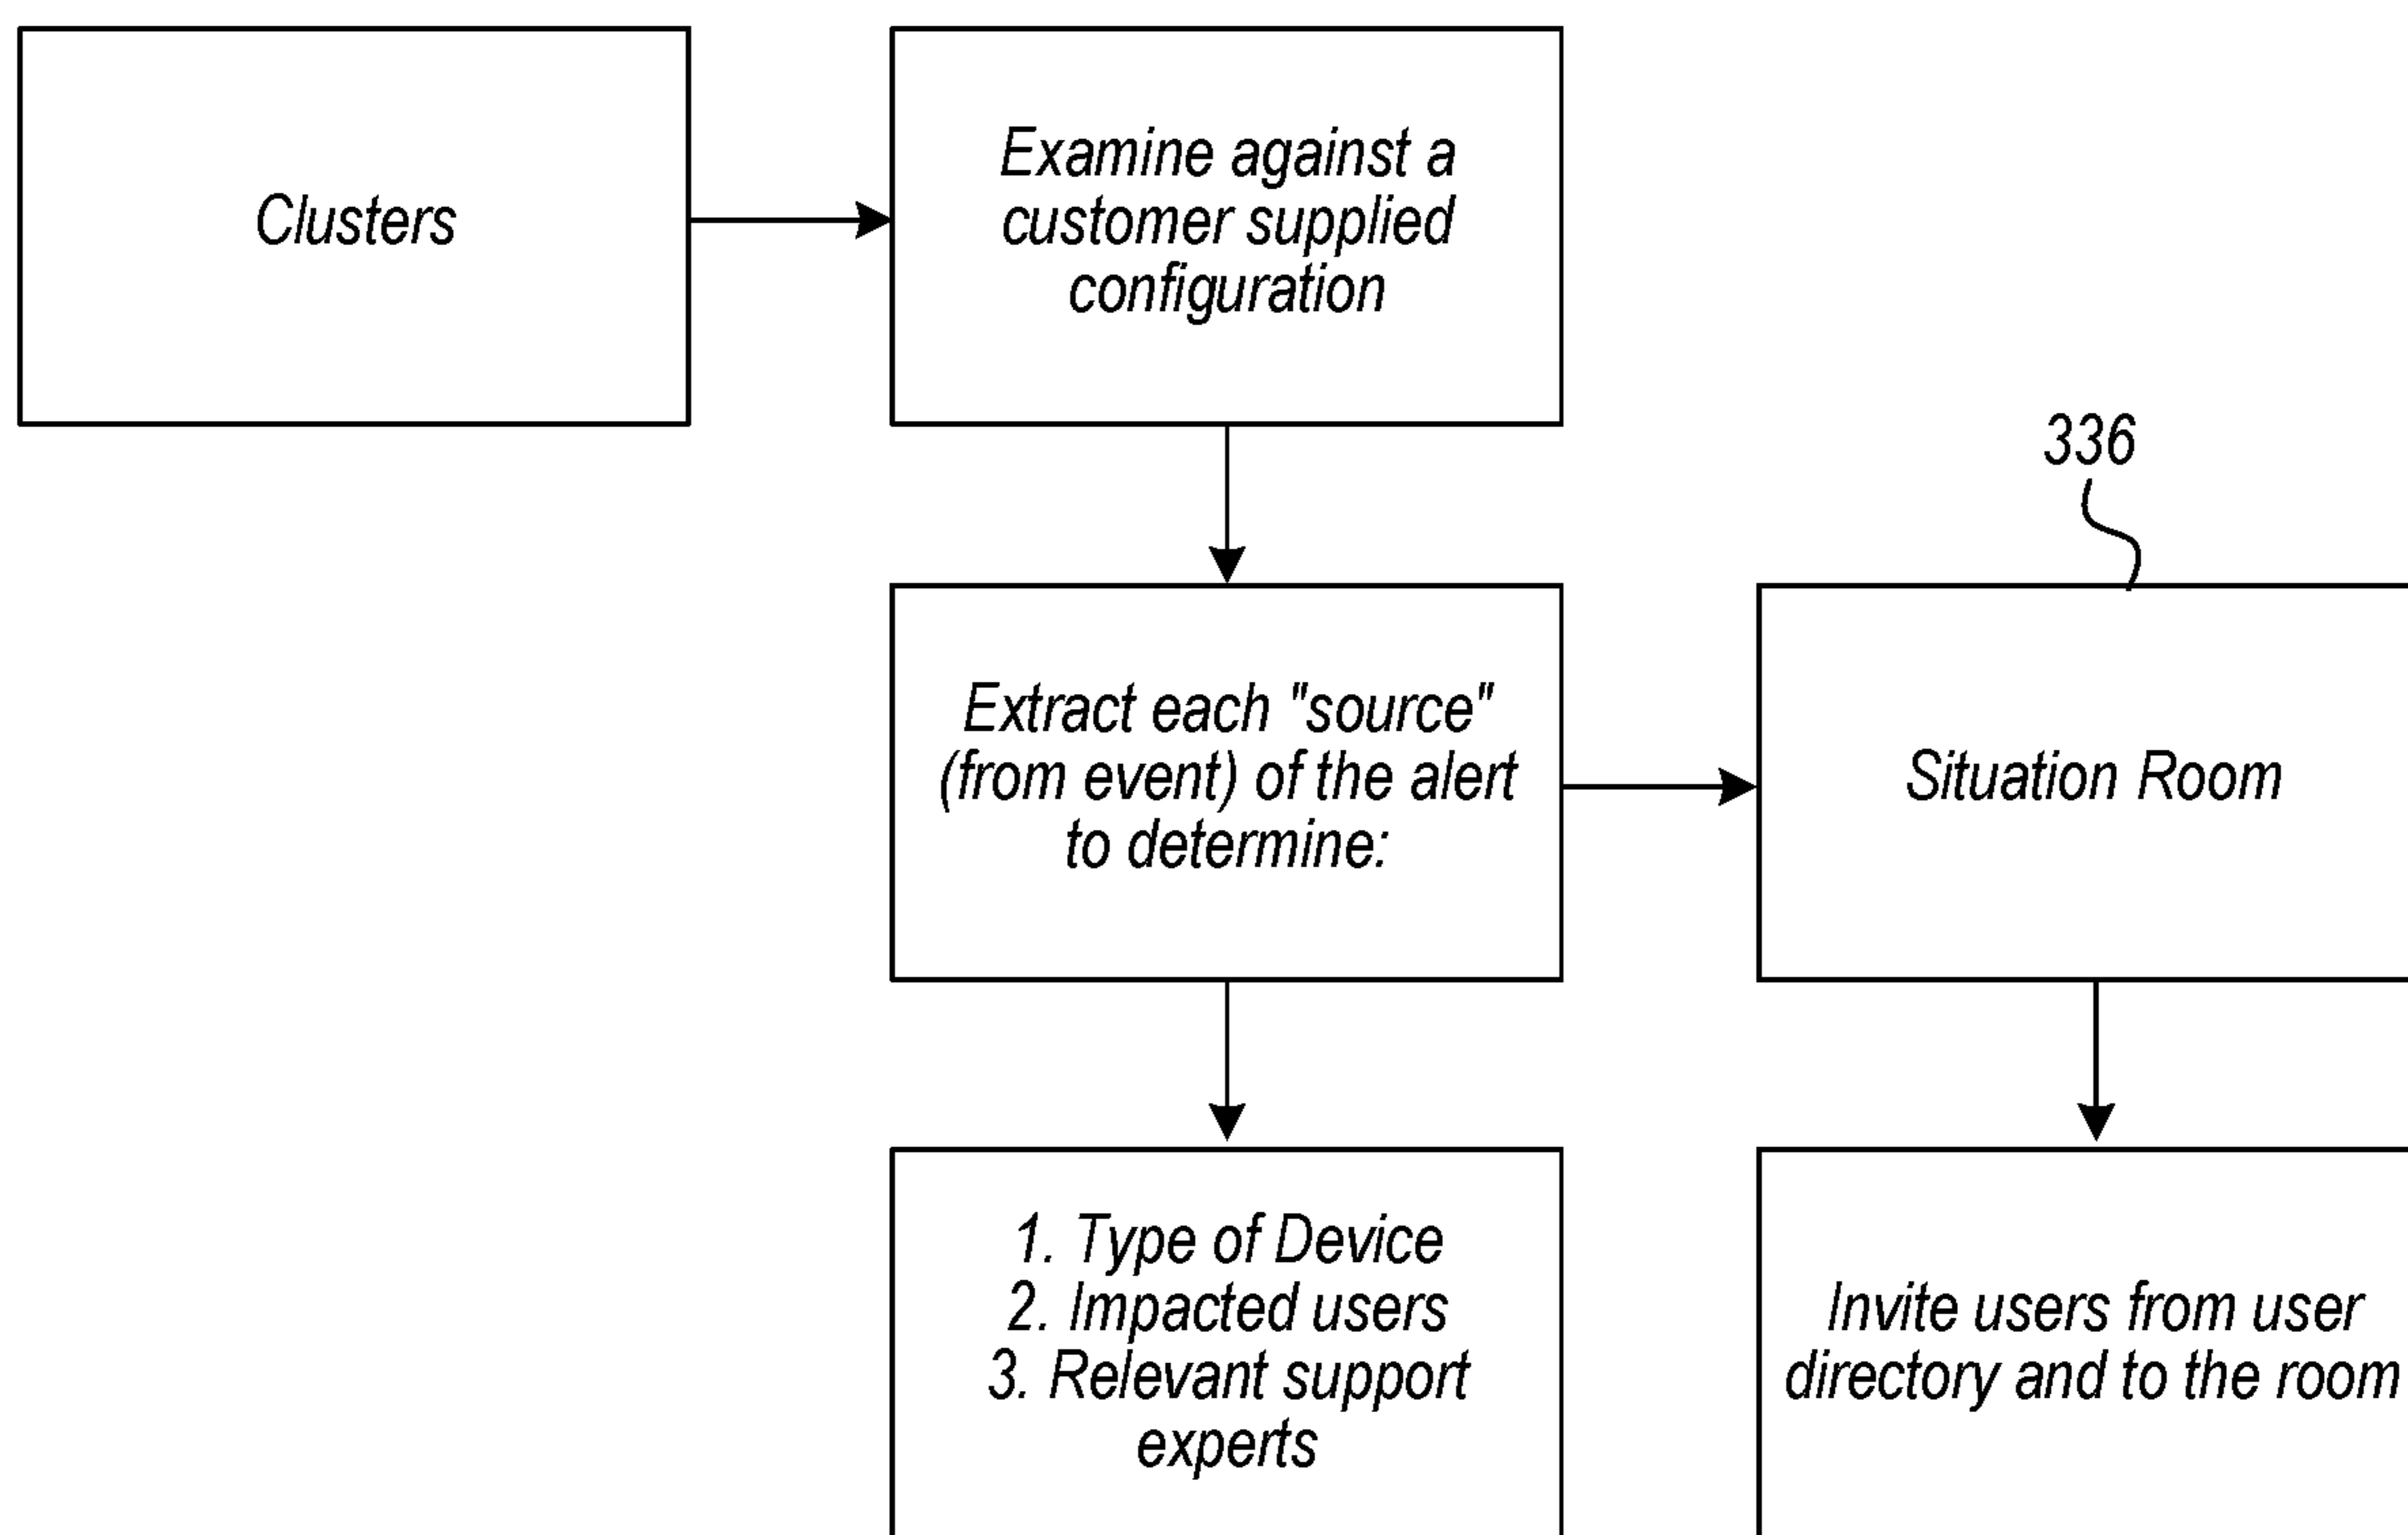 Clusters
Examine against a
customer supplied
configuration
336
Extract each "source"
(from event) of the alert
to determine:
Situation Room
1. Type of Device
2. Impacted users
3. Relevant support
experts
Invite users from user
directory and to the room